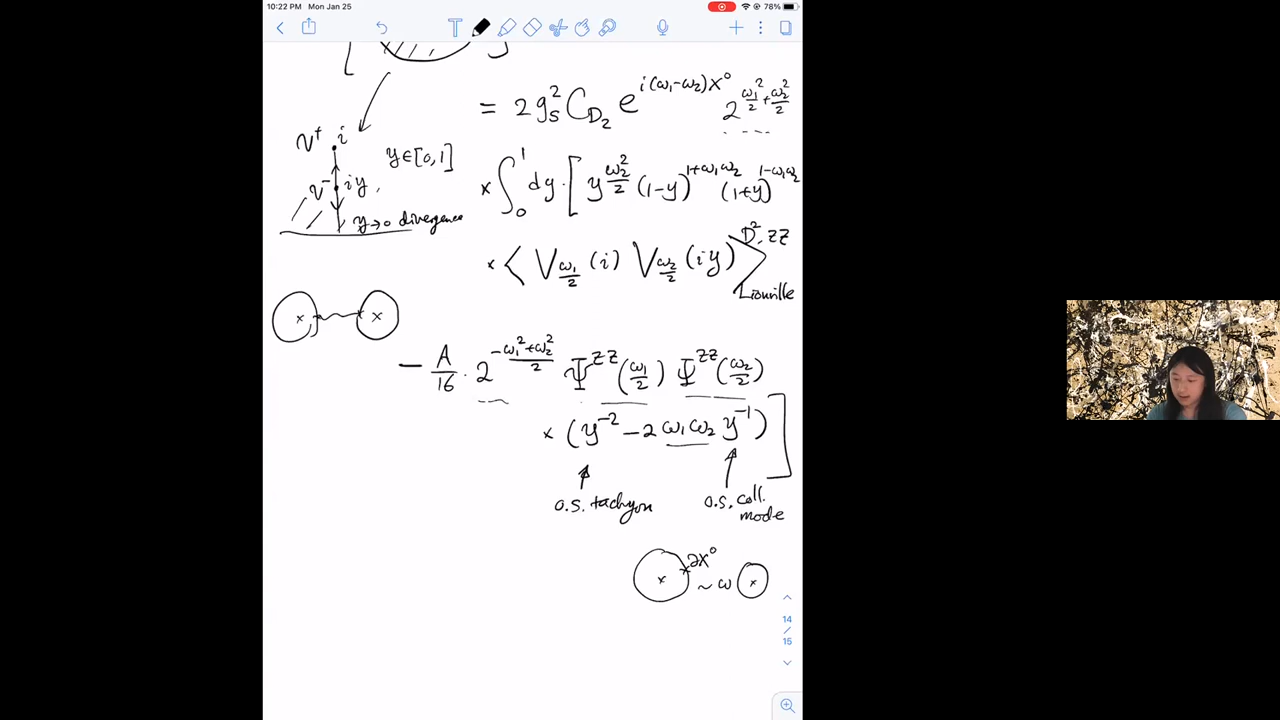 10:22 PM Mon Jan 25
78%
= 2 g_s^2 C_{D_2} e^{i(ω_1-ω_2)x^0} 2^{ω_1^2/2 + ω_2^2/2}
V^+ i
y∈[0,1]
V^- iy,
y→0 divergence
× ∫_0^1 dy · [ y^{ω_2^2/2} (1-y)^{1+ω_1ω_2} (1+y)^{1-ω_1ω_2}
× ⟨ V_{ω_1/2} (i) V_{ω_2/2} (iy) ⟩^{D^2, ZZ}_{Liouville}
- A/16 · 2^{-(ω_1^2+ω_2^2)/2} Ψ^{ZZ}(ω_1/2) Ψ^{ZZ}(ω_2/2)
× (y^{-2} - 2 ω_1ω_2 y^{-1}) ]
o.s. tachyon
o.s. coll. mode
∂X^0
~ ω
14
/
15